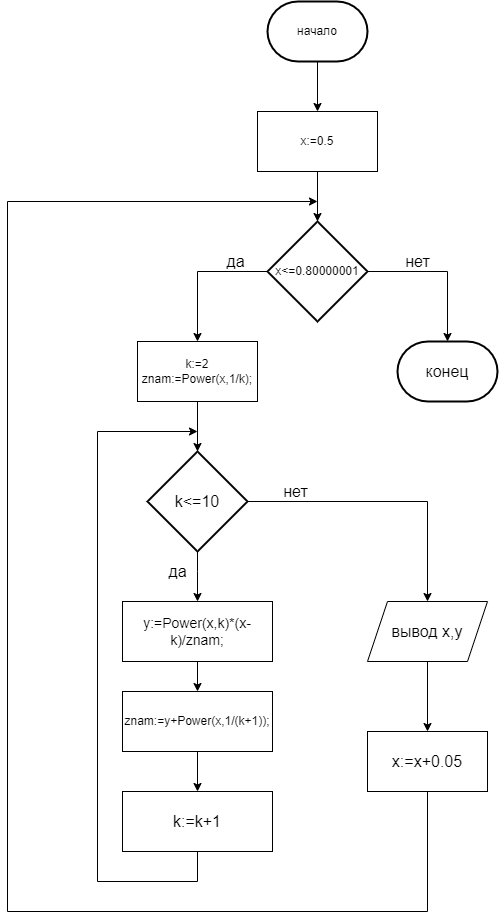 начало
x:=0.5
x<=0.80000001
да
нет
k:=2
znam:=Power(x,1/k);
конец
k<=10
нет
да
y:=Power(x,k)*(x-
k)/znam;
вывод x,y
znam:=y+Power(x,1/(k+1));
x:=x+0.05
k:=k+1